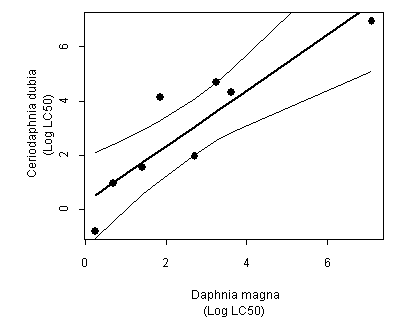 Ceriodaphnia dubia
(Log LC50)
6
4
2
0
0 2 4 6
Daphnia magna
(Log LC50)